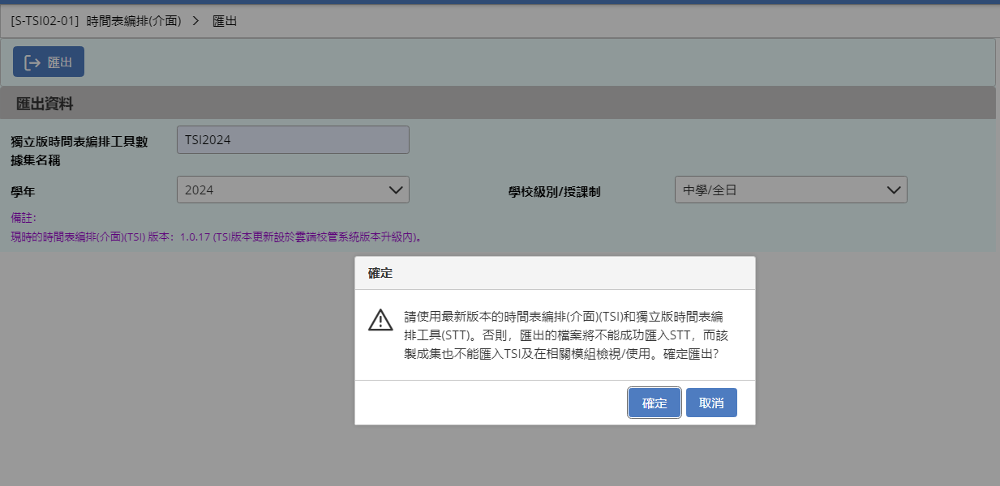 [S-TSI02-01] 時間表編排(介面) > 匯出
匯出
匯出資料
獨立版時間表編排工具數
據集名稱
TSI2024
學年
2024
學校級別/授課制
中學/全日
備註:
現時的時間表編排(介面)(TSI) 版本: 1.0.17 (TSI版本更新設於雲端校管系統版本升級內)。
確定
請使用最新版本的時間表編排(介面)(TSI)和獨立版時間表編
排工具(STT)。否則，匯出的檔案將不能成功匯入STT，而該
製成集也不能匯入TSI及在相關模組檢視/使用。確定匯出?
確定
取消